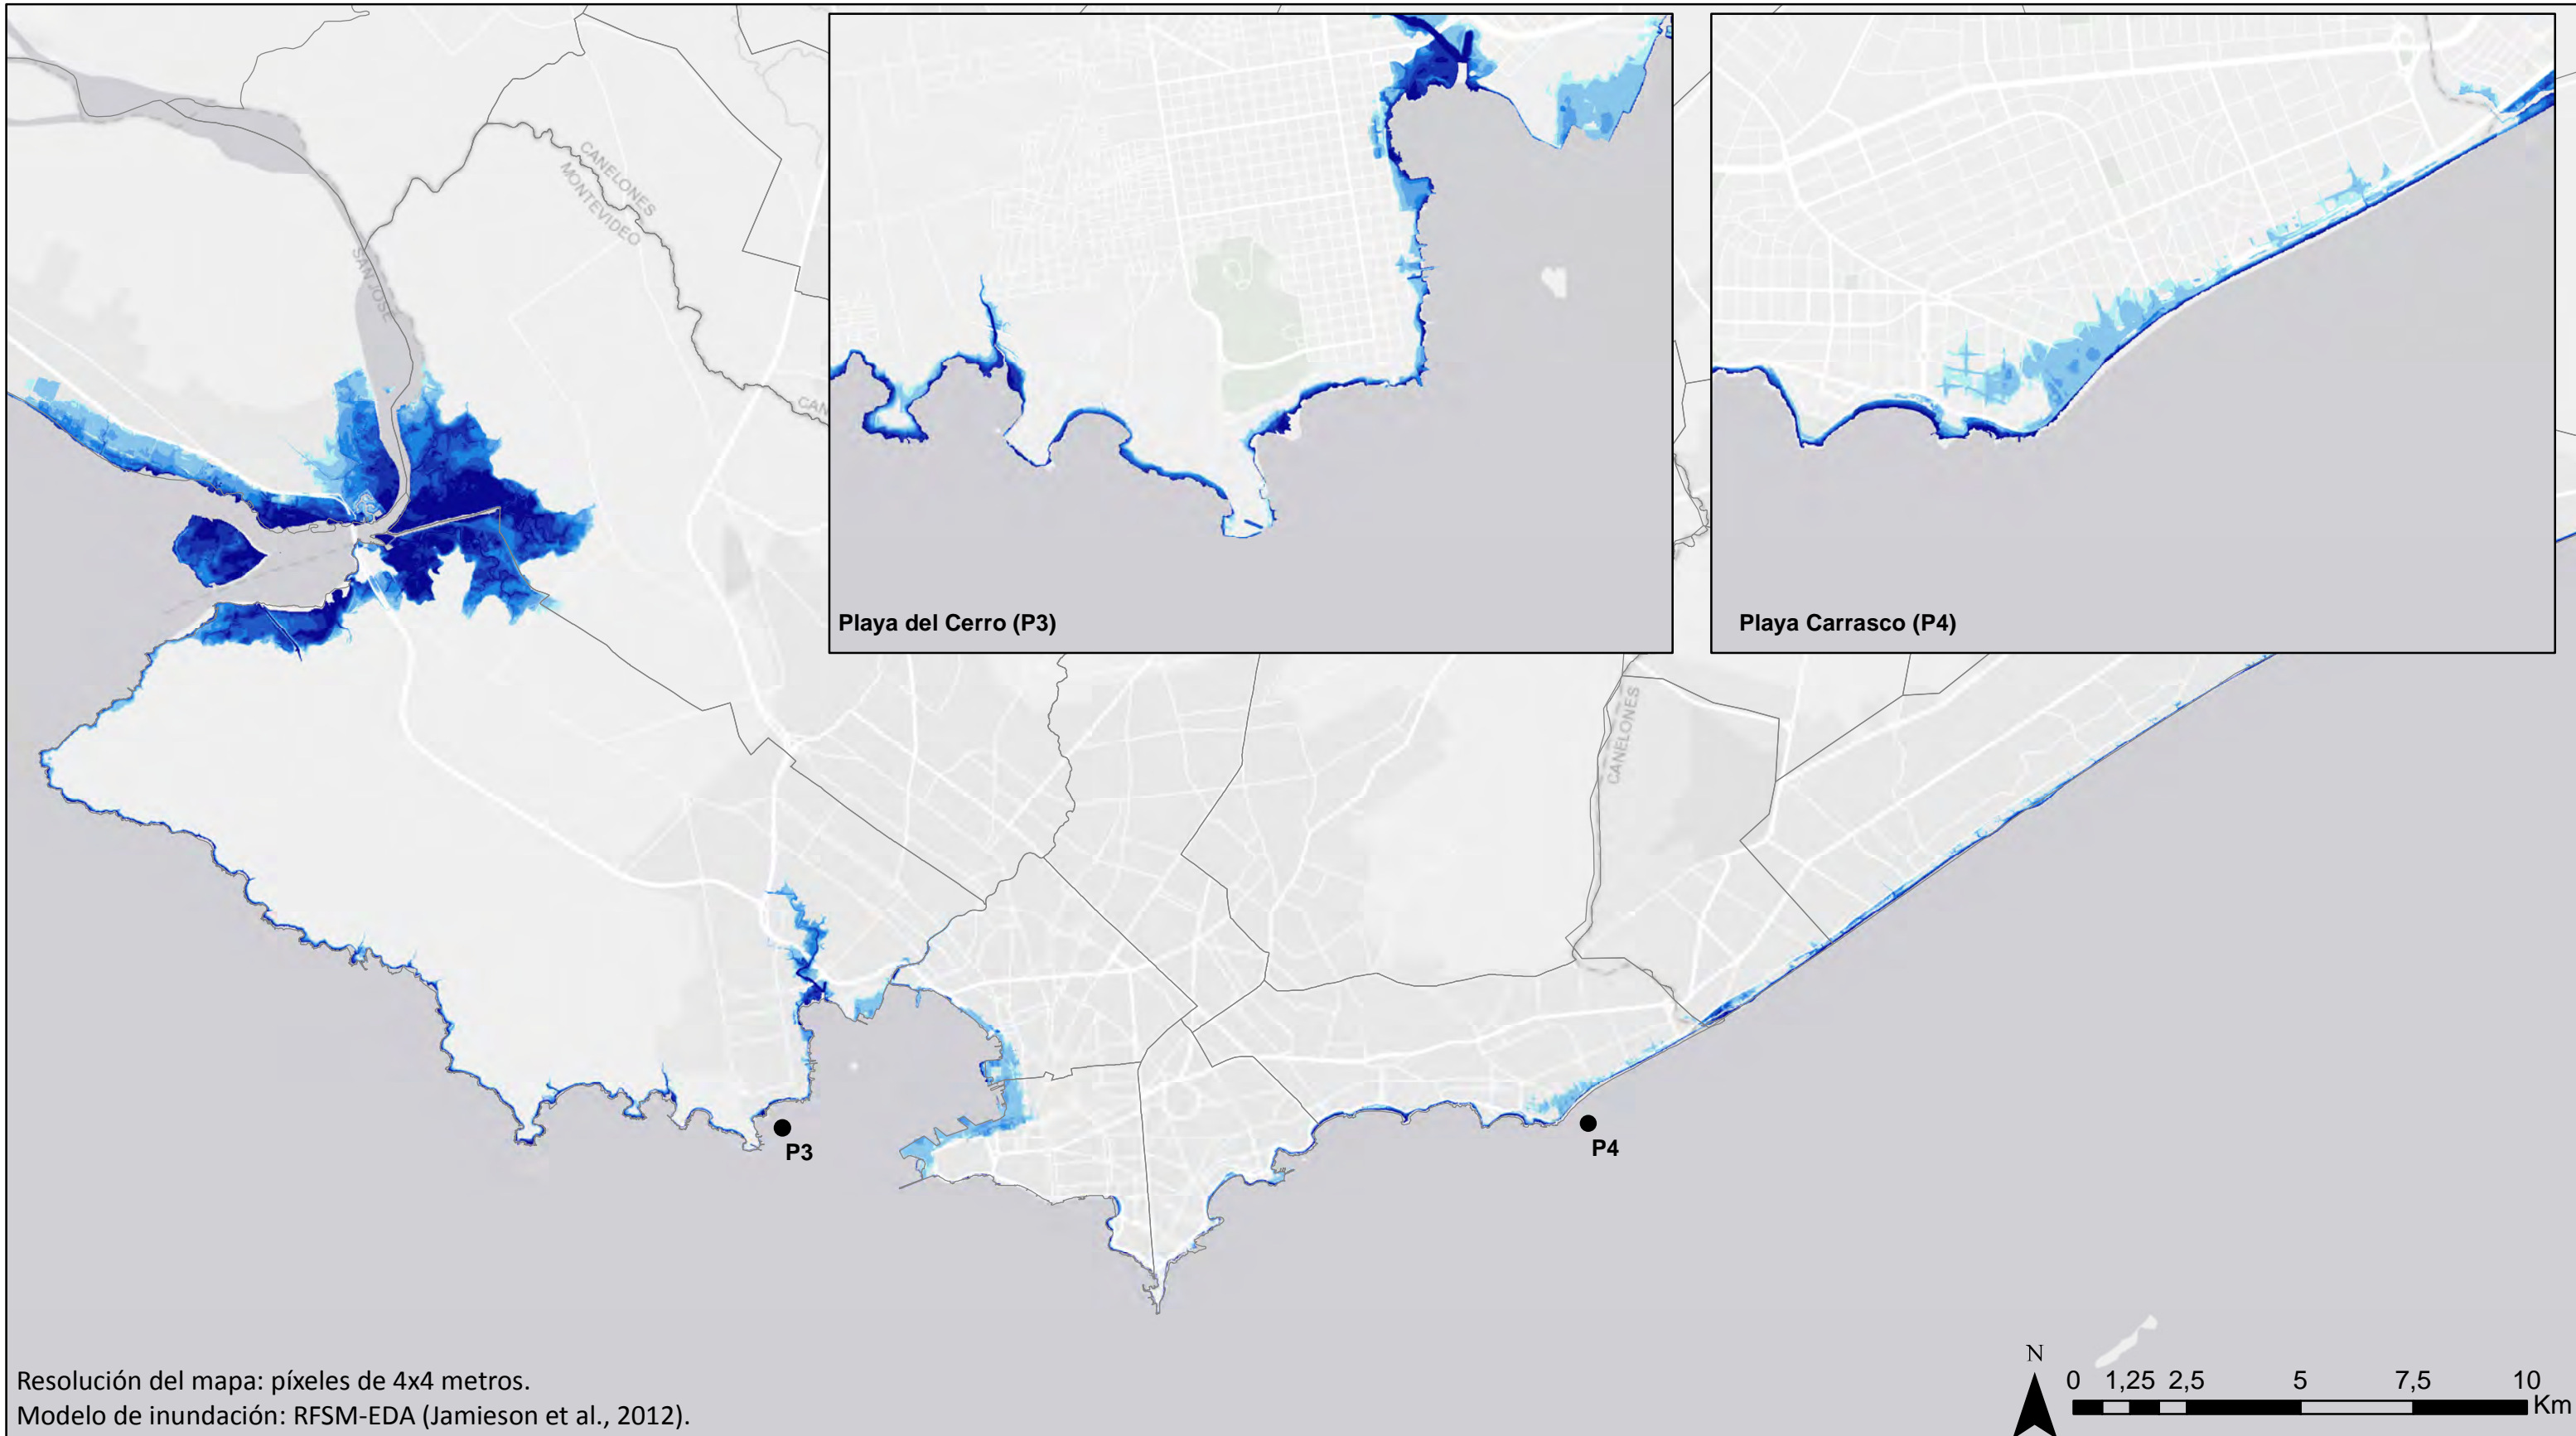 CANELONES
MONTEVIDEO
SAN JOSÉ
CAN
Playa del Cerro (P3)
Playa Carrasco (P4)
CANELONES
P3
P4
Resolución del mapa: píxeles de 4x4 metros.
Modelo de inundación: RFSM-EDA (Jamieson et al., 2012).
N
0 1,25 2,5 5 7,5 10
Km